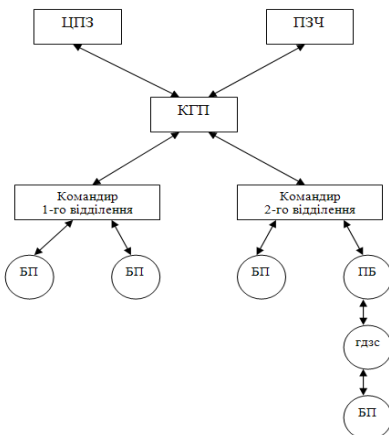 ЦПЗ
ПЗЧ
КГП
Командир
1-го відділення
Командир
2-го відділення
БП
БП
БП
ПБ
гдзс
БП